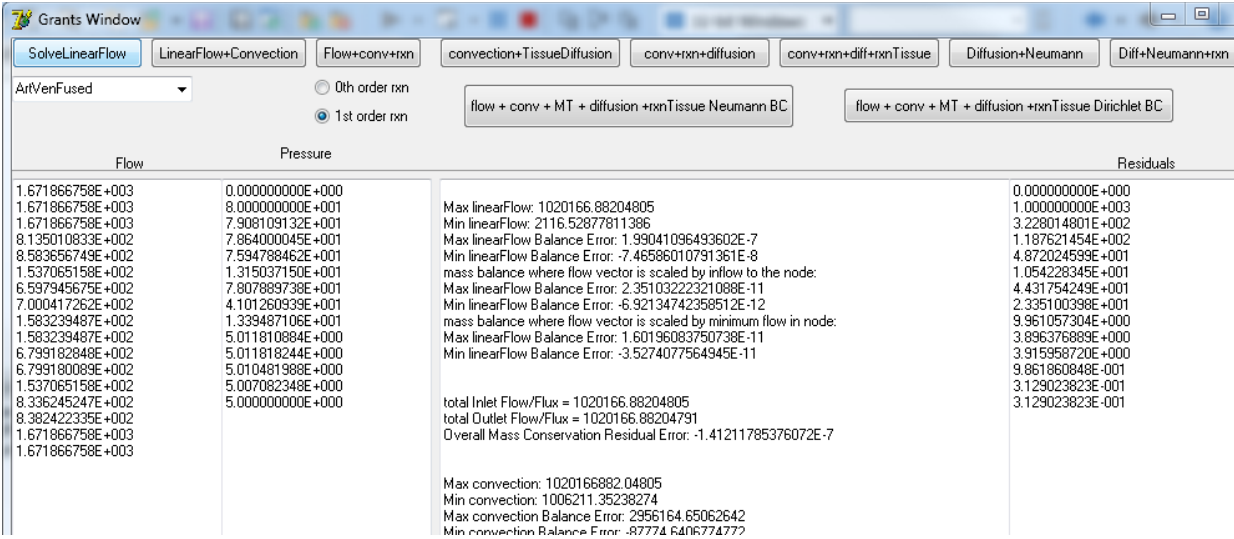 Grants Window
SolveLinearFlow LinearFlow+Convection Flow+conv+rxn convection+TissueDiffusion conv+rxn+diffusion conv+rxn+diff+rxnTissue Diffusion+Neumann Diff+Neumann+rxn
ArtVenFused
0th order rxn
1st order rxn
flow + conv + MT + diffusion +rxnTissue Neumann BC
flow + conv + MT + diffusion +rxnTissue Dirichlet BC
Flow
Pressure
Residuals
1.671866758E+003
1.671866758E+003
1.671866758E+003
8.135010833E+002
8.583656749E+002
1.537065158E+002
6.597945675E+002
7.000417262E+002
1.583239487E+002
1.583239487E+002
6.799182848E+002
6.799180089E+002
1.537065158E+002
8.336245247E+002
8.382422335E+002
1.671866758E+003
1.671866758E+003
0.000000000E+000
8.000000000E+001
7.908109132E+001
7.864000045E+001
7.594788462E+001
1.315037150E+001
7.807889738E+001
4.101260939E+001
1.339487106E+001
5.011810884E+000
5.011818244E+000
5.010481988E+000
5.007082348E+000
5.000000000E+000
Max linearFlow: 1020166.88204805
Min linearFlow: 2116.52877811386
Max linearFlow Balance Error: 1.99041096493602E-7
Min linearFlow Balance Error: -7.46586010791361E-8
mass balance where flow vector is scaled by inflow to the node:
Max linearFlow Balance Error: 2.35103222321088E-11
Min linearFlow Balance Error: -6.92134742358512E-12
mass balance where flow vector is scaled by minimum flow in node:
Max linearFlow Balance Error: 1.60196083750738E-11
Min linearFlow Balance Error: -3.5274077564945E-11
total Inlet Flow/Flux = 1020166.88204805
total Outlet Flow/Flux = 1020166.88204791
Overall Mass Conservation Residual Error: -1.41211785376072E-7
Max convection: 1020166882.04805
Min convection: 1006211.35238274
Max convection Balance Error: 2956164.65062642
Min convection Balance Error: -87774.6406774772
0.000000000E+000
1.000000000E+003
3.228014801E+002
1.187621454E+002
4.872024599E+001
1.054228345E+001
4.431754249E+001
2.335100398E+001
9.961057304E+000
3.896376889E+000
3.915958720E+000
9.861860848E-001
3.129023823E-001
3.129023823E-001